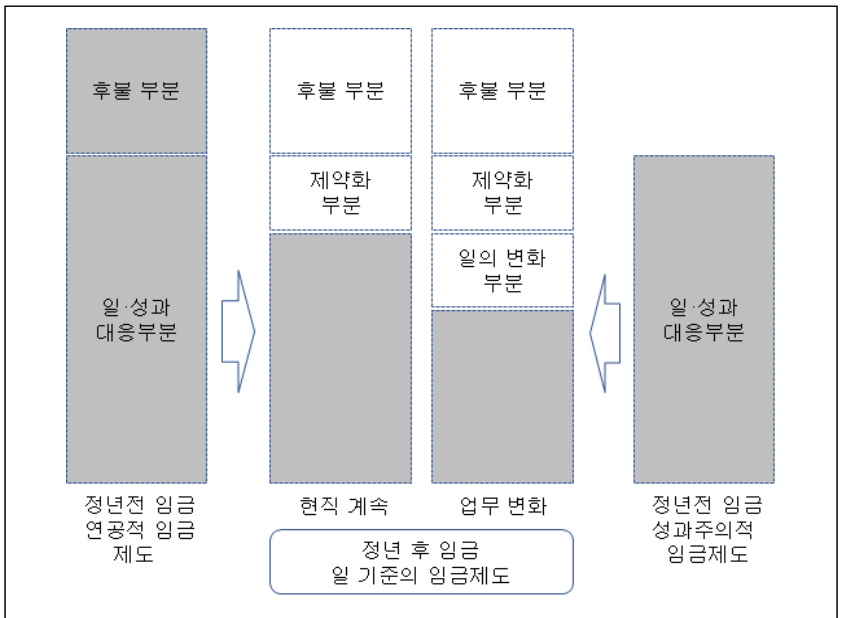 후불 부분
일·성과
대응부분
정년전 임금
연공적 임금
제도
후불 부분
제약화
부분
현직 계속
후불 부분
제약화
부분
일의 변화
부분
업무 변화
정년 후 임금
일 기준의 임금제도
일·성과
대응부분
정년전 임금
성과주의적
임금제도